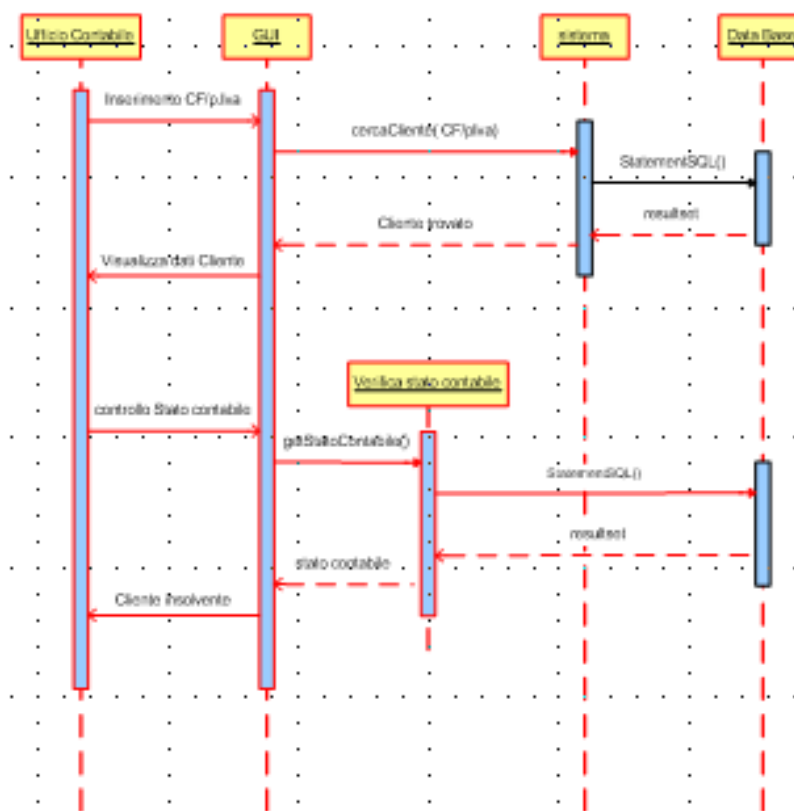 Ufficio Contabile
GUI
sistema
Data Base
Inserimento CF/p.Iva
cercaCliente( CF/pIva)
StatementSQL()
resultset
Cliente trovato
Visualizza dati Cliente
Verifica stato contabile
controllo Stato contabile
getStatoContabile()
StatementSQL()
resultset
stato contabile
Cliente insolvente